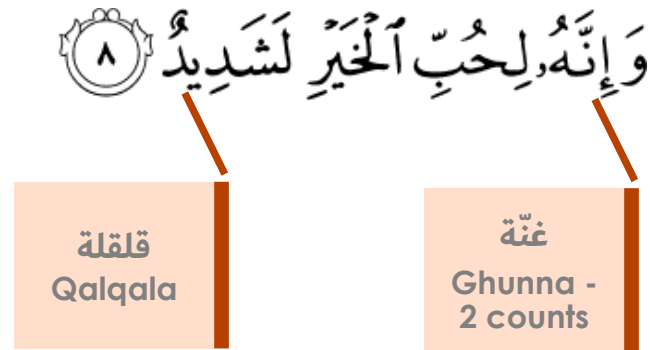 وَإِنَّهُۥ لِحُبِّ ٱلْخَيْرِ لَشَدِيدٌ ٨
غنّة
Ghunna -
2 counts
قلقلة
Qalqala